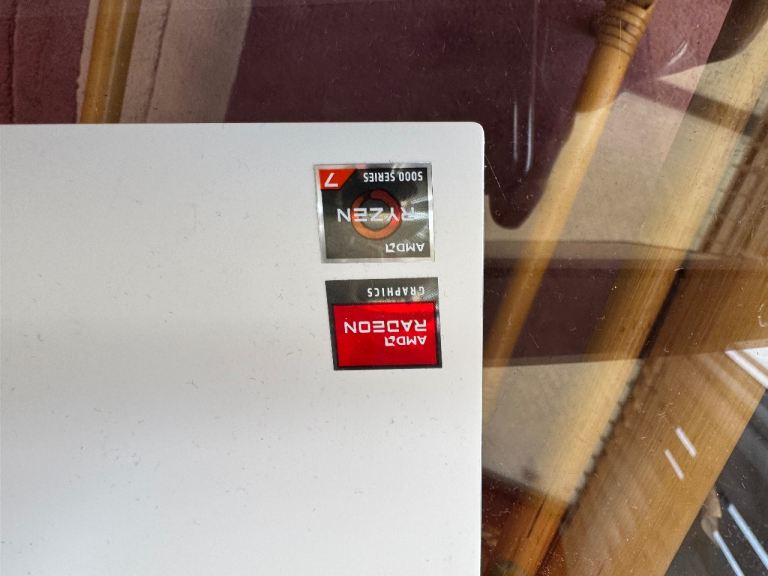 AMD
RYZEN
7
5000 SERIES
AMD
RADEON
GRAPHICS